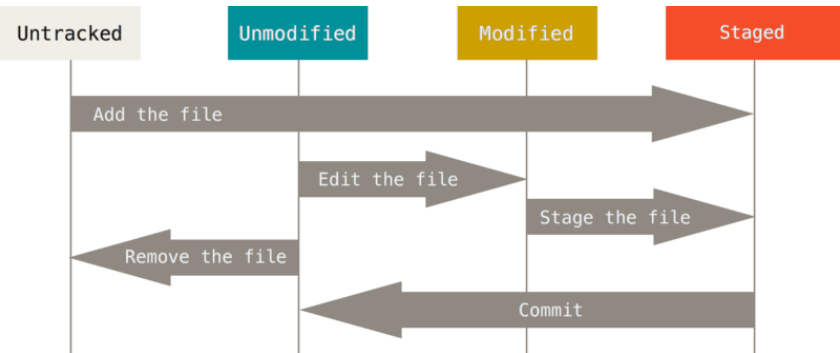 Untracked
Unmodified
Modified
Staged
Add the file
Edit the file
Stage the file
Remove the file
Commit